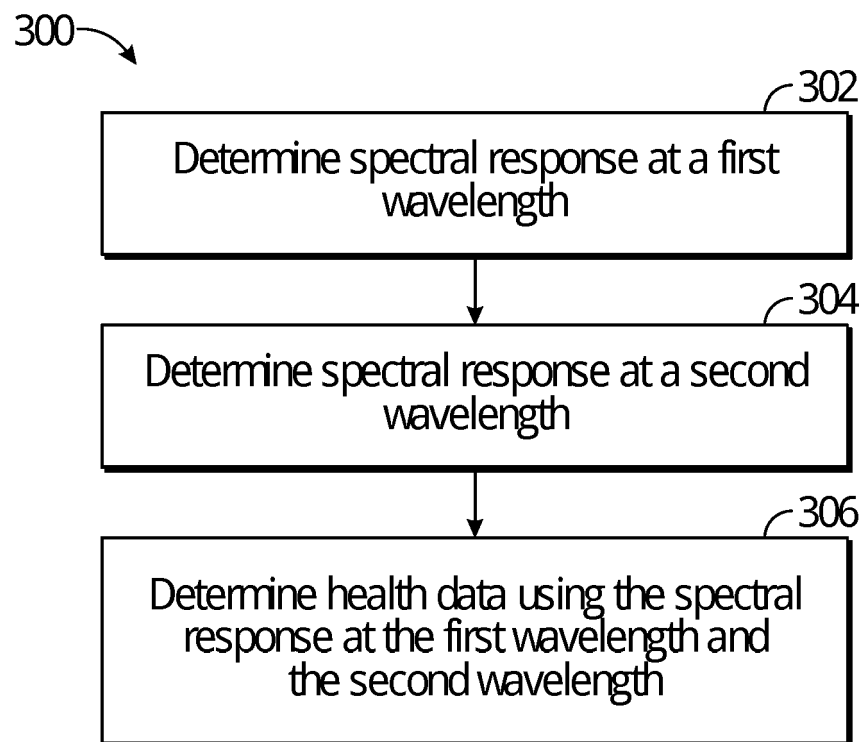 300
302
Determine spectral response at a first
wavelength
304
Determine spectral response at a second
wavelength
306
Determine health data using the spectral
response at the first wavelength and
the second wavelength